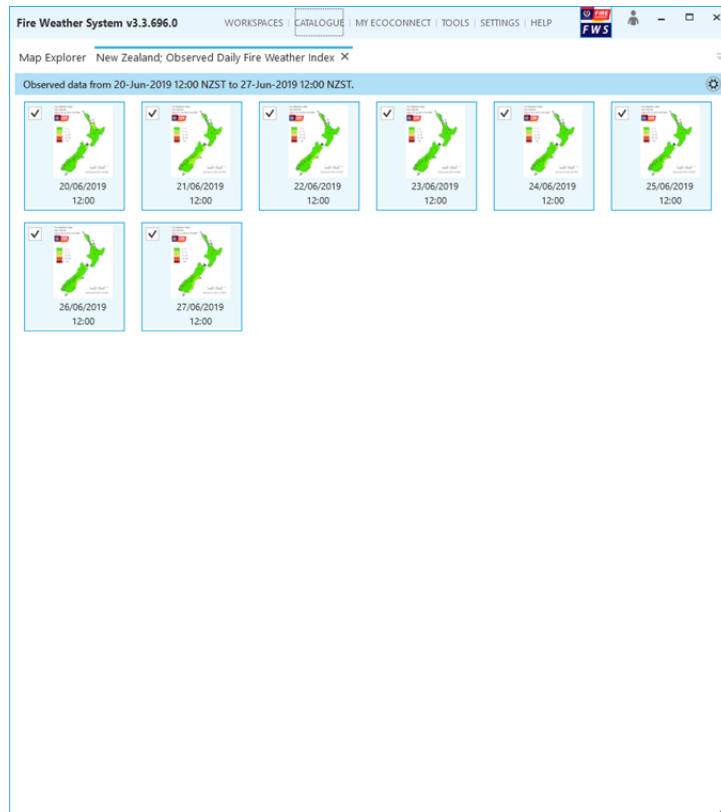 Fire Weather System v3.3.696.0 WORKSPACES | CATALOGUE | MY ECOCONNECT | TOOLS | SETTINGS | HELP
FIRE
FWS
Map Explorer New Zealand; Observed Daily Fire Weather Index ✕
Observed data from 20-Jun-2019 12:00 NZST to 27-Jun-2019 12:00 NZST.
20/06/2019 21/06/2019 22/06/2019 23/06/2019 24/06/2019 25/06/2019
12:00 12:00 12:00 12:00 12:00 12:00
26/06/2019 27/06/2019
12:00 12:00